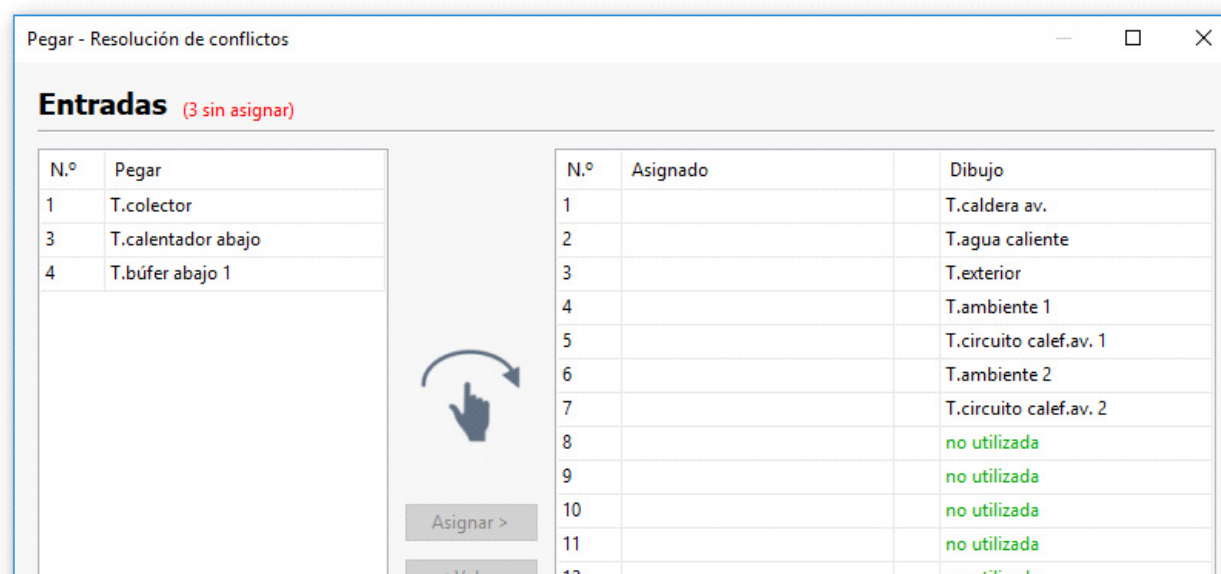 Pegar - Resolución de conflictos
Entradas (3 sin asignar)
N.º Pegar
1 T.colector
3 T.calentador abajo
4 T.búfer abajo 1
Asignar >
N.º Asignado Dibujo
1 T.caldera av.
2 T.agua caliente
3 T.exterior
4 T.ambiente 1
5 T.circuito calef.av. 1
6 T.ambiente 2
7 T.circuito calef.av. 2
8 no utilizada
9 no utilizada
10 no utilizada
11 no utilizada